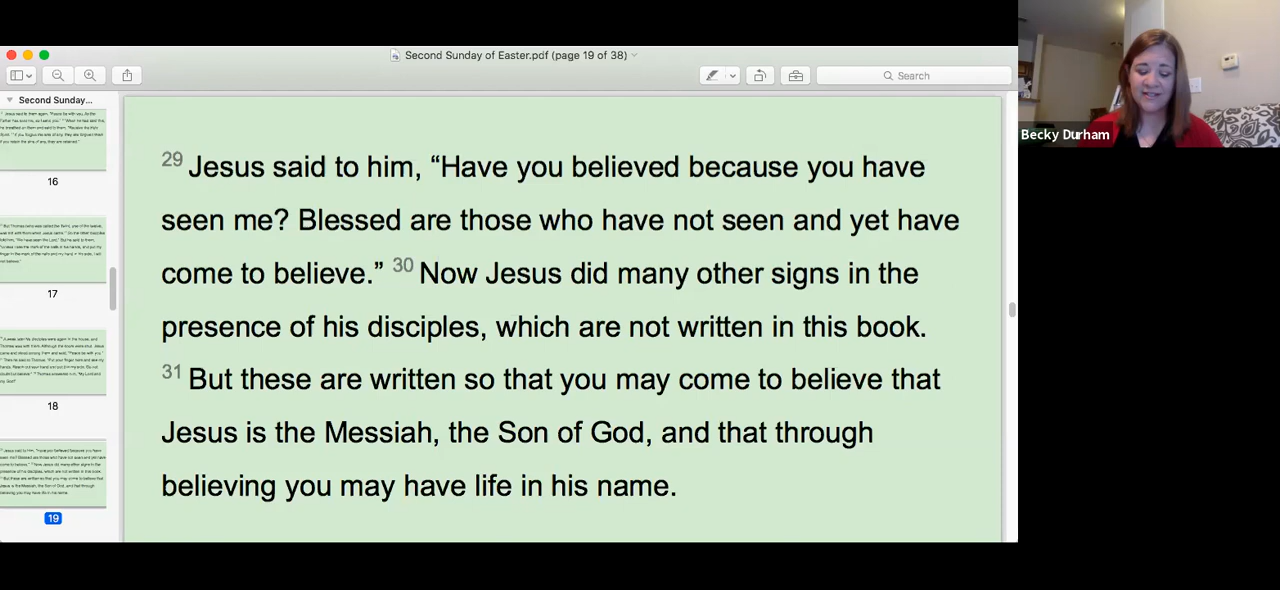 Second Sunday of Easter.pdf (page 19 of 38)
Search
Second Sunday...
16
17
18
19
29 Jesus said to him, “Have you believed because you have
seen me? Blessed are those who have not seen and yet have
come to believe.” 30 Now Jesus did many other signs in the
presence of his disciples, which are not written in this book.
31 But these are written so that you may come to believe that
Jesus is the Messiah, the Son of God, and that through
believing you may have life in his name.
Becky Durham